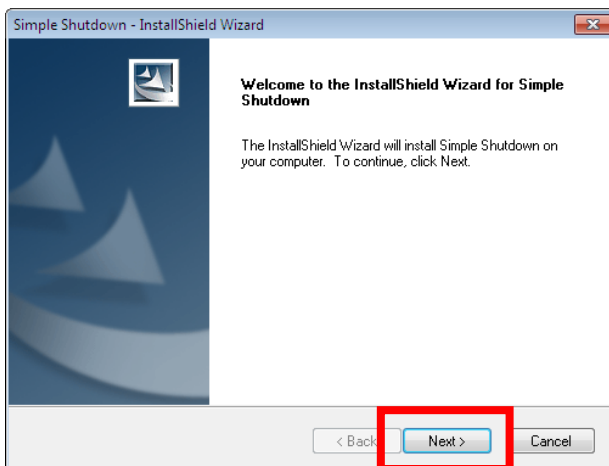 Simple Shutdown - InstallShield Wizard
Welcome to the InstallShield Wizard for Simple
Shutdown
The InstallShield Wizard will install Simple Shutdown on
your computer. To continue, click Next.
< Back
Next >
Cancel